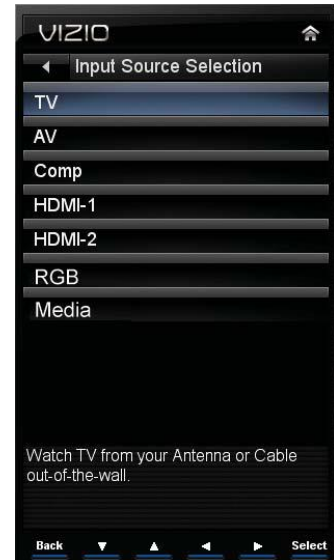 VIZIO
Input Source Selection
TV
AV
Comp
HDMI-1
HDMI-2
RGB
Media
Watch TV from your Antenna or Cable
out-of-the-wall.
Back Select